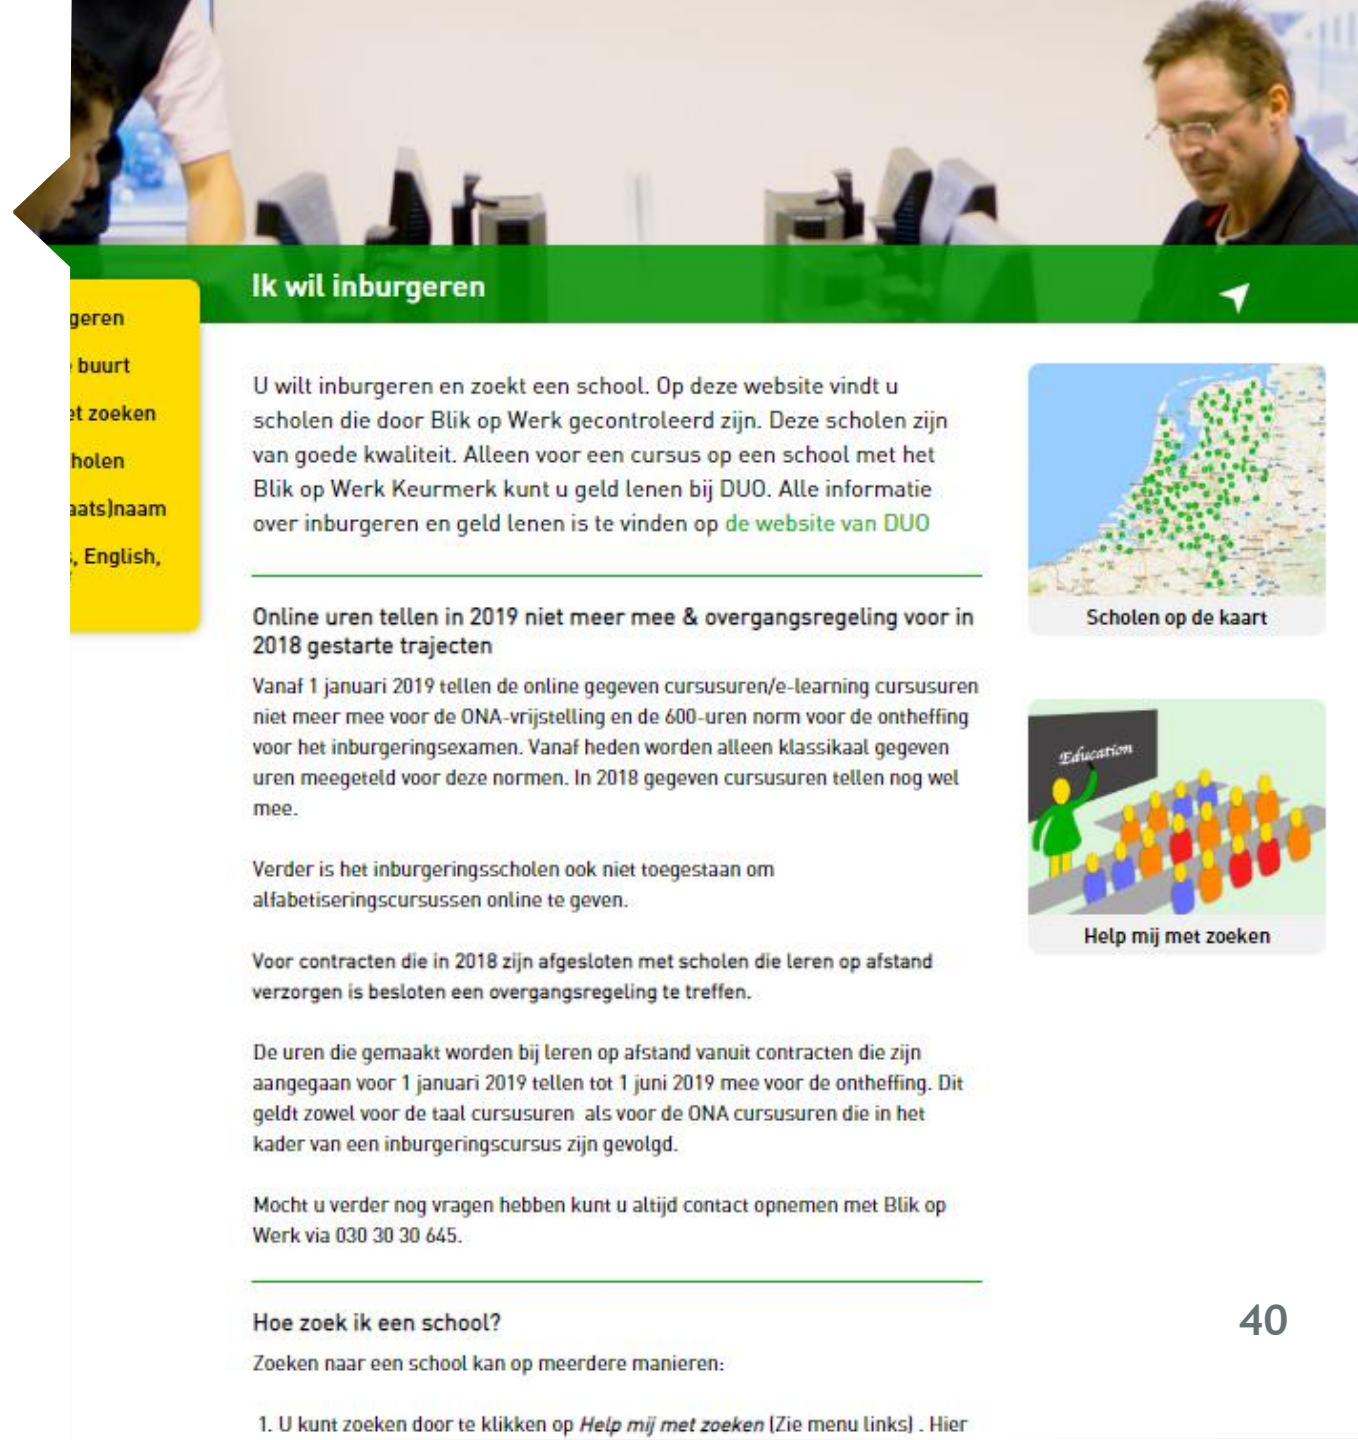 Ik wil inburgeren
geren
buurt
et zoeken
holen
aats)naam
, English,
U wilt inburgeren en zoekt een school. Op deze website vindt u
scholen die door Blik op Werk gecontroleerd zijn. Deze scholen zijn
van goede kwaliteit. Alleen voor een cursus op een school met het
Blik op Werk Keurmerk kunt u geld lenen bij DUO. Alle informatie
over inburgeren en geld lenen is te vinden op de website van DUO
Online uren tellen in 2019 niet meer mee & overgangsregeling voor in
2018 gestarte trajecten
Vanaf 1 januari 2019 tellen de online gegeven cursusuren/e-learning cursusuren
niet meer mee voor de ONA-vrijstelling en de 600-uren norm voor de ontheffing
voor het inburgeringsexamen. Vanaf heden worden alleen klassikaal gegeven
uren meegeteld voor deze normen. In 2018 gegeven cursusuren tellen nog wel
mee.
Verder is het inburgeringsscholen ook niet toegestaan om
alfabetiseringscursussen online te geven.
Voor contracten die in 2018 zijn afgesloten met scholen die leren op afstand
verzorgen is besloten een overgangsregeling te treffen.
De uren die gemaakt worden bij leren op afstand vanuit contracten die zijn
aangegaan voor 1 januari 2019 tellen tot 1 juni 2019 mee voor de ontheffing. Dit
geldt zowel voor de taal cursusuren als voor de ONA cursusuren die in het
kader van een inburgeringscursus zijn gevolgd.
Mocht u verder nog vragen hebben kunt u altijd contact opnemen met Blik op
Werk via 030 30 30 645.
Hoe zoek ik een school?
Zoeken naar een school kan op meerdere manieren:
1. U kunt zoeken door te klikken op Help mij met zoeken (Zie menu links) . Hier
Scholen op de kaart
Education
Help mij met zoeken
40